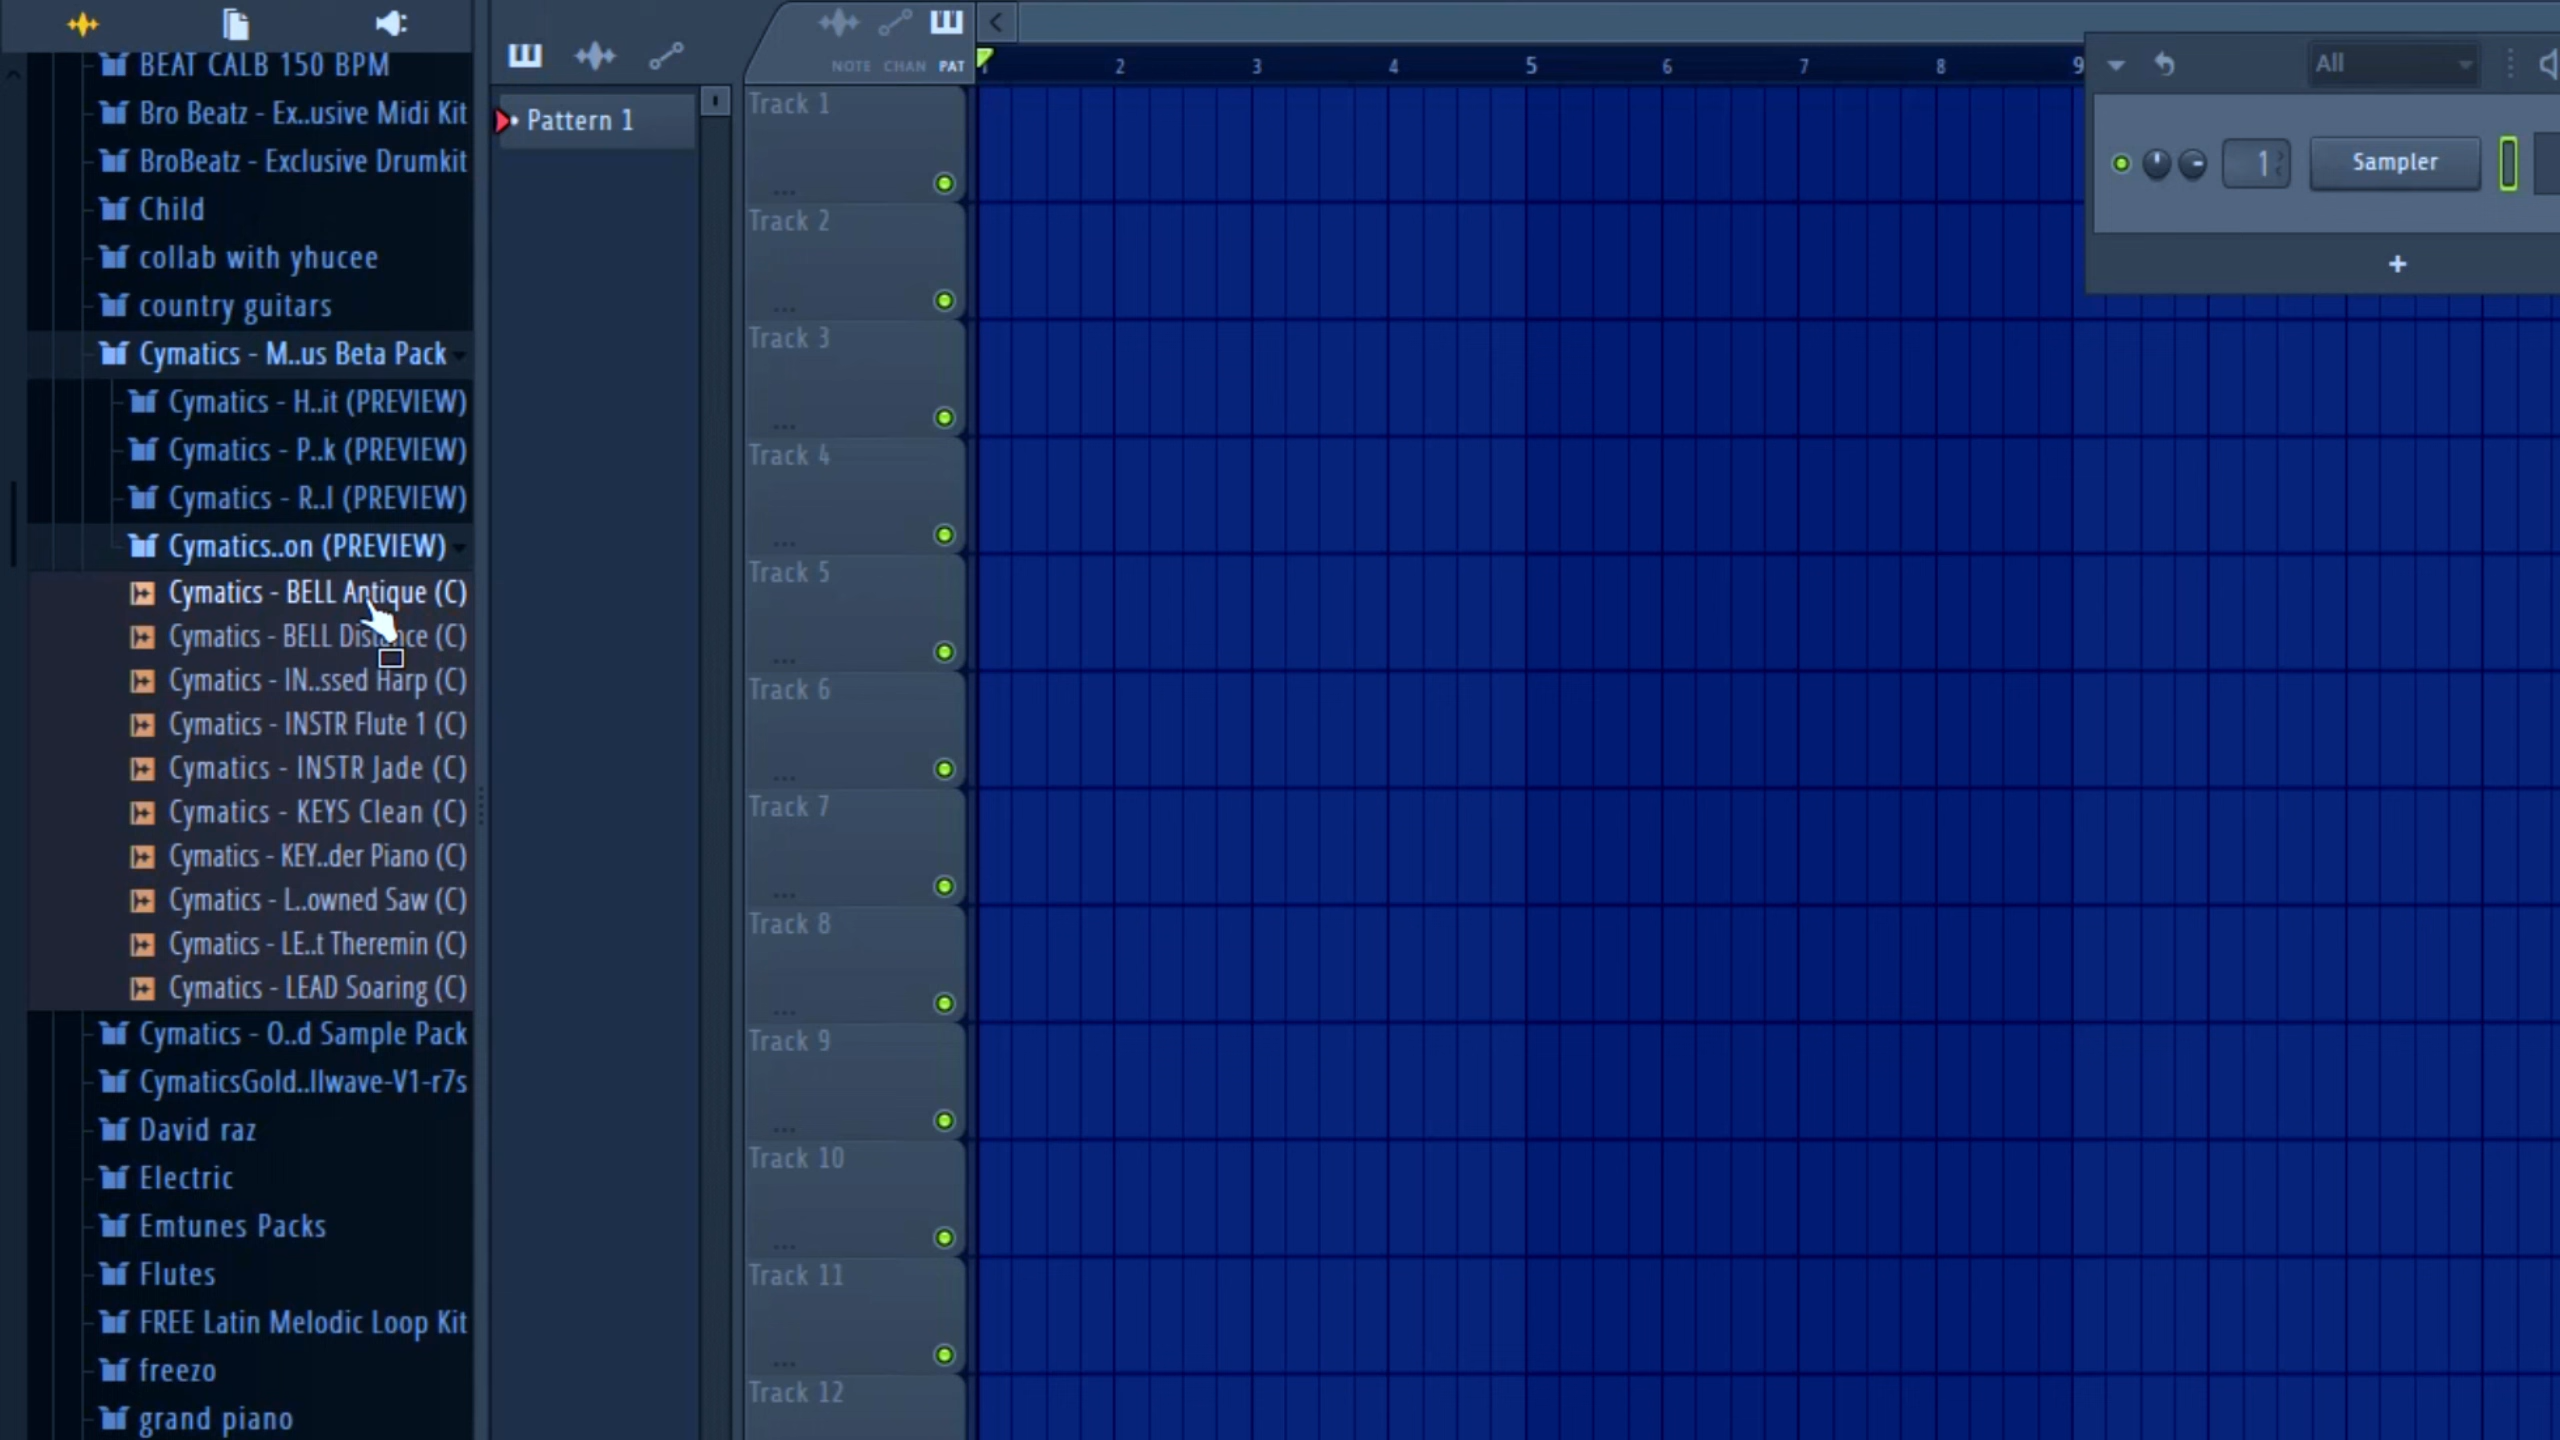 BEAT CALB 150 BPM
Bro Beatz - Ex..usive Midi Kit
BroBeatz - Exclusive Drumkit
Child
collab with yhucee
country guitars
Cymatics - M..us Beta Pack
Cymatics - H..it (PREVIEW)
Cymatics - P..k (PREVIEW)
Cymatics - R..l (PREVIEW)
Cymatics..on (PREVIEW)
Cymatics - BELL Antique (C)
Cymatics - BELL Distance (C)
Cymatics - IN..ssed Harp (C)
Cymatics - INSTR Flute 1 (C)
Cymatics - INSTR Jade (C)
Cymatics - KEYS Clean (C)
Cymatics - KEY..der Piano (C)
Cymatics - L..owned Saw (C)
Cymatics - LE..t Theremin (C)
Cymatics - LEAD Soaring (C)
Cymatics - O..d Sample Pack
CymaticsGold..llwave-V1-r7s
David raz
Electric
Emtunes Packs
Flutes
FREE Latin Melodic Loop Kit
freezo
grand piano
Pattern 1
NOTE CHAN PAT
1 2 3 4 5 6 7 8 9
Track 1
Track 2
Track 3
Track 4
Track 5
Track 6
Track 7
Track 8
Track 9
Track 10
Track 11
Track 12
All
1 Sampler
+